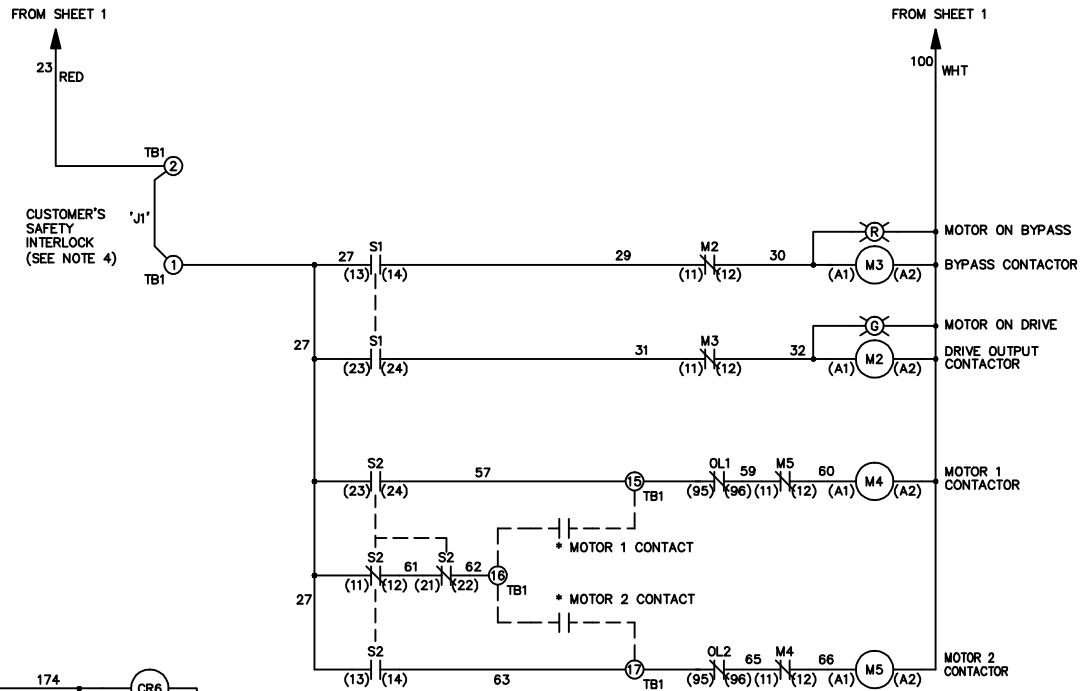 FROM SHEET 1
FROM SHEET 1
23
RED
100
WHT
TB1
2
CUSTOMER'S
SAFETY
INTERLOCK
(SEE NOTE 4)
'J1'
1
TB1
27
S1
(13)
(14)
29
M2
(11)
(12)
30
R
MOTOR ON BYPASS
(A1)
M3
(A2)
BYPASS CONTACTOR
27
S1
(23)
(24)
31
M3
(11)
(12)
32
G
MOTOR ON DRIVE
(A1)
M2
(A2)
DRIVE OUTPUT
CONTACTOR
S2
(23)
(24)
57
15
TB1
OL1
(95)
(96)
59
M5
(11)
(12)
60
(A1)
M4
(A2)
MOTOR 1
CONTACTOR
* MOTOR 1 CONTACT
S2
(11)
(12)
61
S2
(21)
(22)
62
16
TB1
27
* MOTOR 2 CONTACT
S2
(13)
(14)
63
17
TB1
OL2
(95)
(96)
65
M4
(11)
(12)
66
(A1)
M5
(A2)
MOTOR 2
CONTACTOR
174
CR6